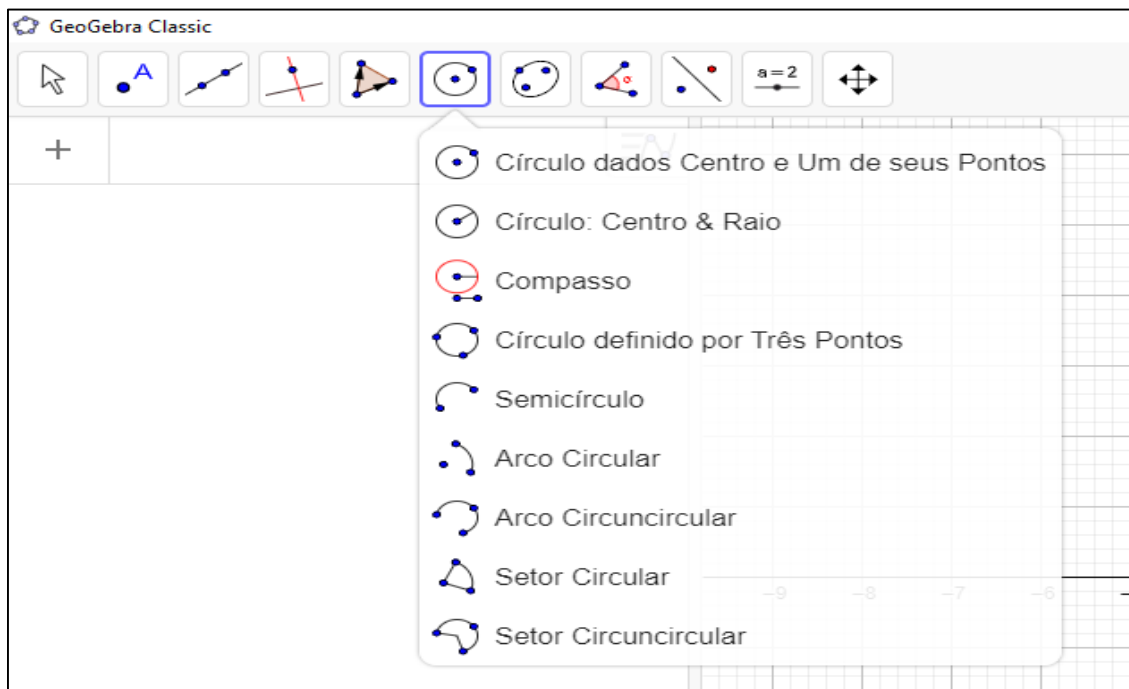 GeoGebra Classic
A
α
a=2
+
Círculo dados Centro e Um de seus Pontos
Círculo: Centro & Raio
Compasso
Círculo definido por Três Pontos
Semicírculo
Arco Circular
Arco Circuncircular
Setor Circular
–9 –8 –7 –6
Setor Circuncircular